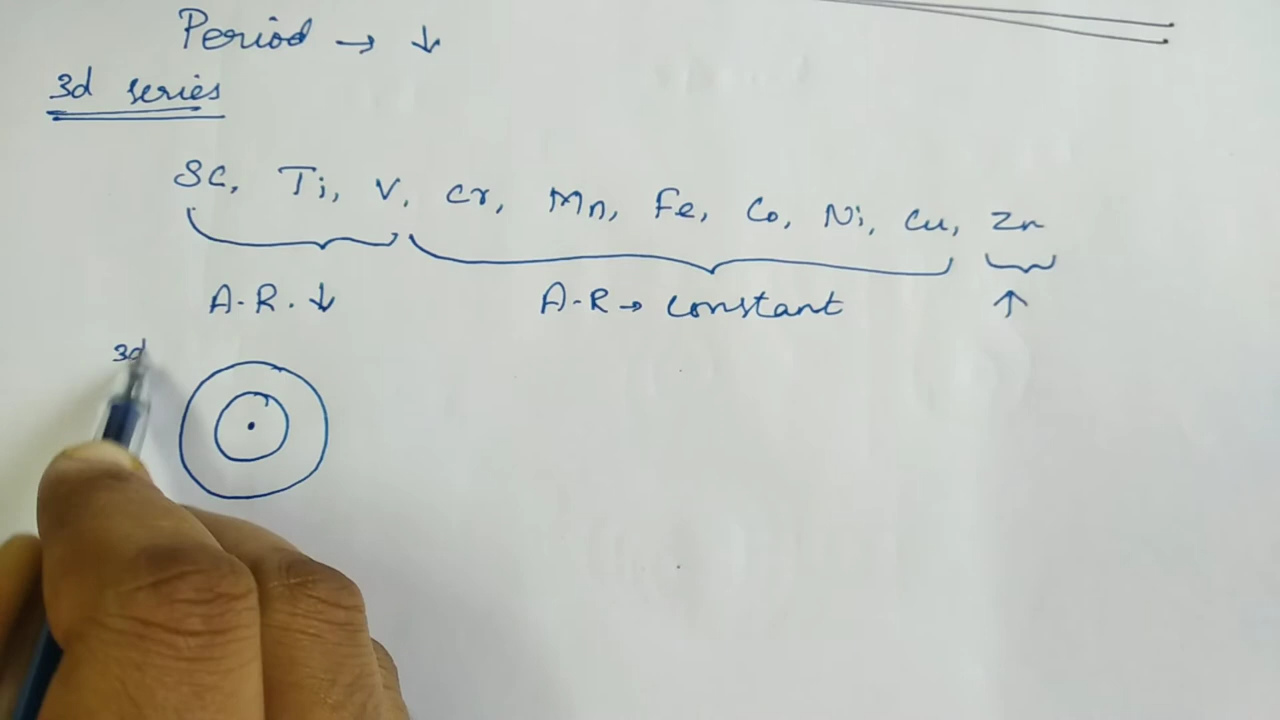 Period → ↓
3d series
Sc, Ti, V, Cr, Mn, Fe, Co, Ni, Cu, Zn
A.R. ↓ A-R → constant ↑
3d